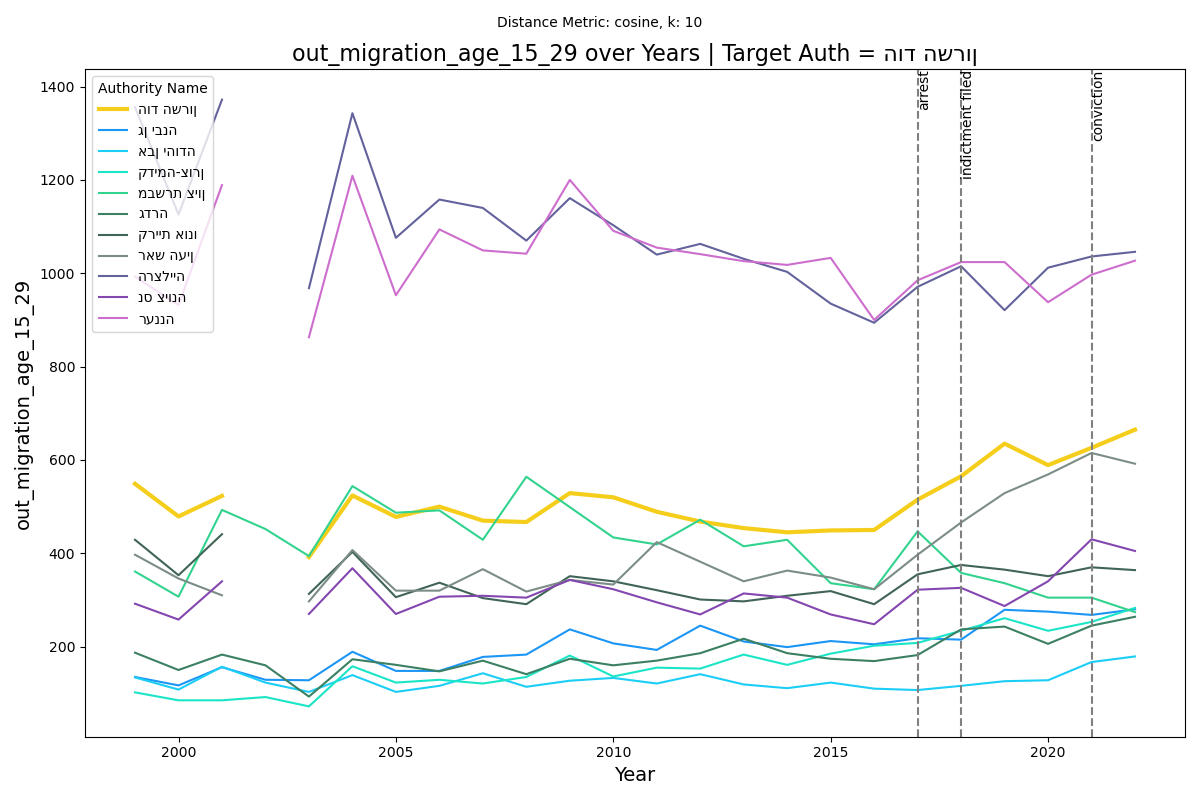 Distance Metric: cosine, k: 10
out_migration_age_15_29 over Years | Target Auth = הוד השרון
Authority Name
הוד השרון
גן יבנה
אבן יהודה
קדימה-צורן
מבשרת ציון
גדרה
קריית אונו
ראש העין
הרצלייה
נס ציונה
רעננה
arrest
indictment filed
conviction
out_migration_age_15_29
1400
1200
1000
800
600
400
200
2000
2005
2010
2015
2020
Year